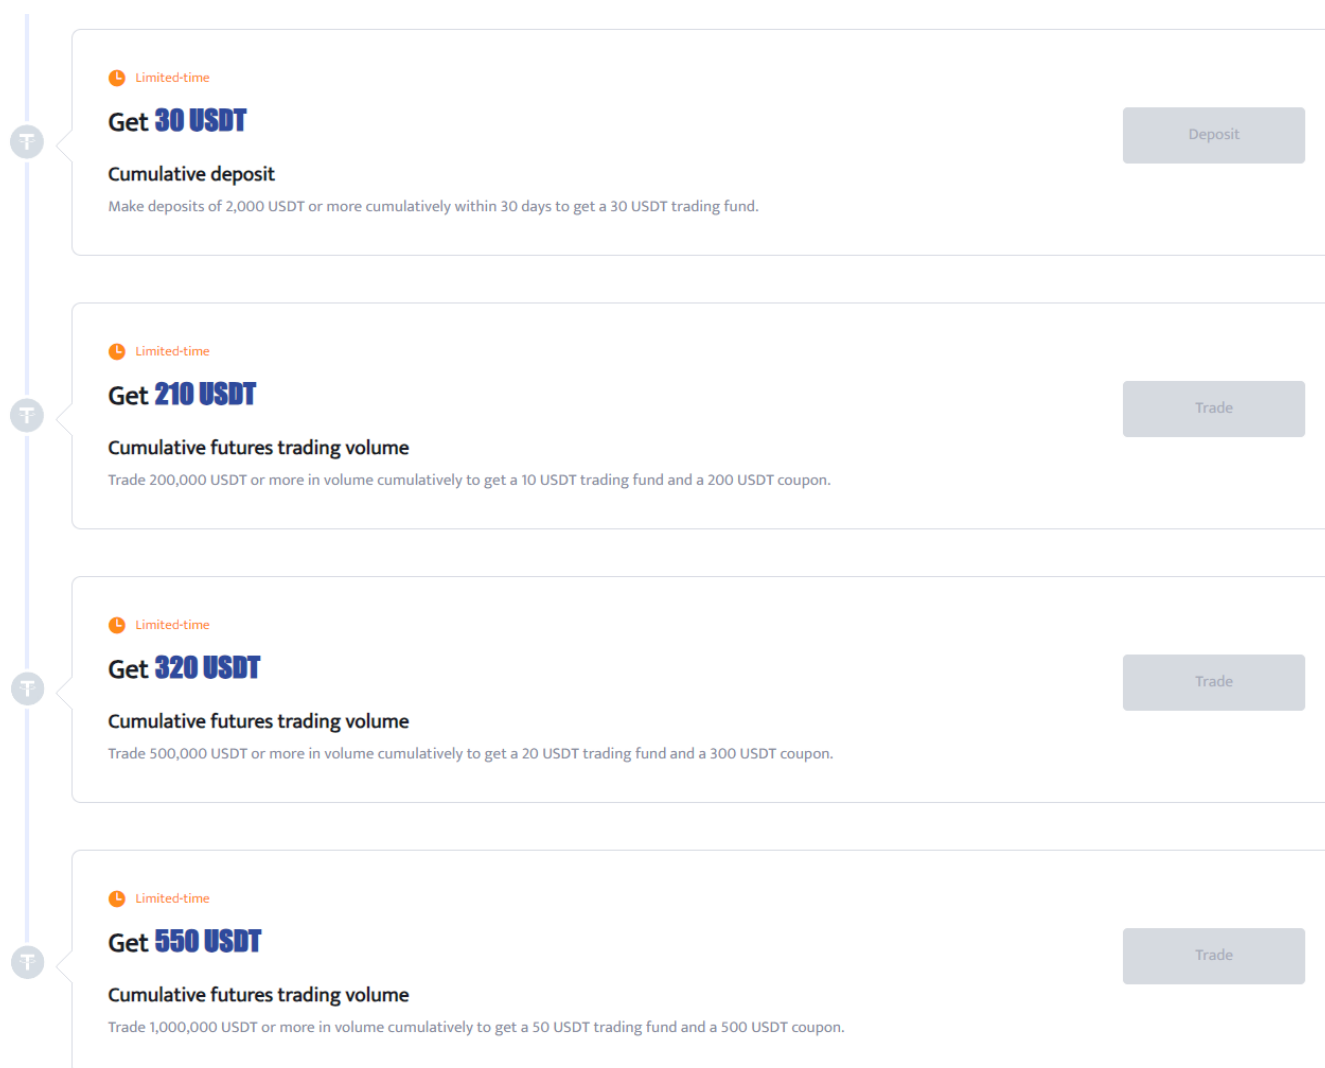 Limited-time
Get 30 USDT
Deposit
Cumulative deposit
Make deposits of 2,000 USDT or more cumulatively within 30 days to get a 30 USDT trading fund.
Limited-time
Get 210 USDT
Trade
Cumulative futures trading volume
Trade 200,000 USDT or more in volume cumulatively to get a 10 USDT trading fund and a 200 USDT coupon.
Limited-time
Get 320 USDT
Trade
Cumulative futures trading volume
Trade 500,000 USDT or more in volume cumulatively to get a 20 USDT trading fund and a 300 USDT coupon.
Limited-time
Get 550 USDT
Trade
Cumulative futures trading volume
Trade 1,000,000 USDT or more in volume cumulatively to get a 50 USDT trading fund and a 500 USDT coupon.